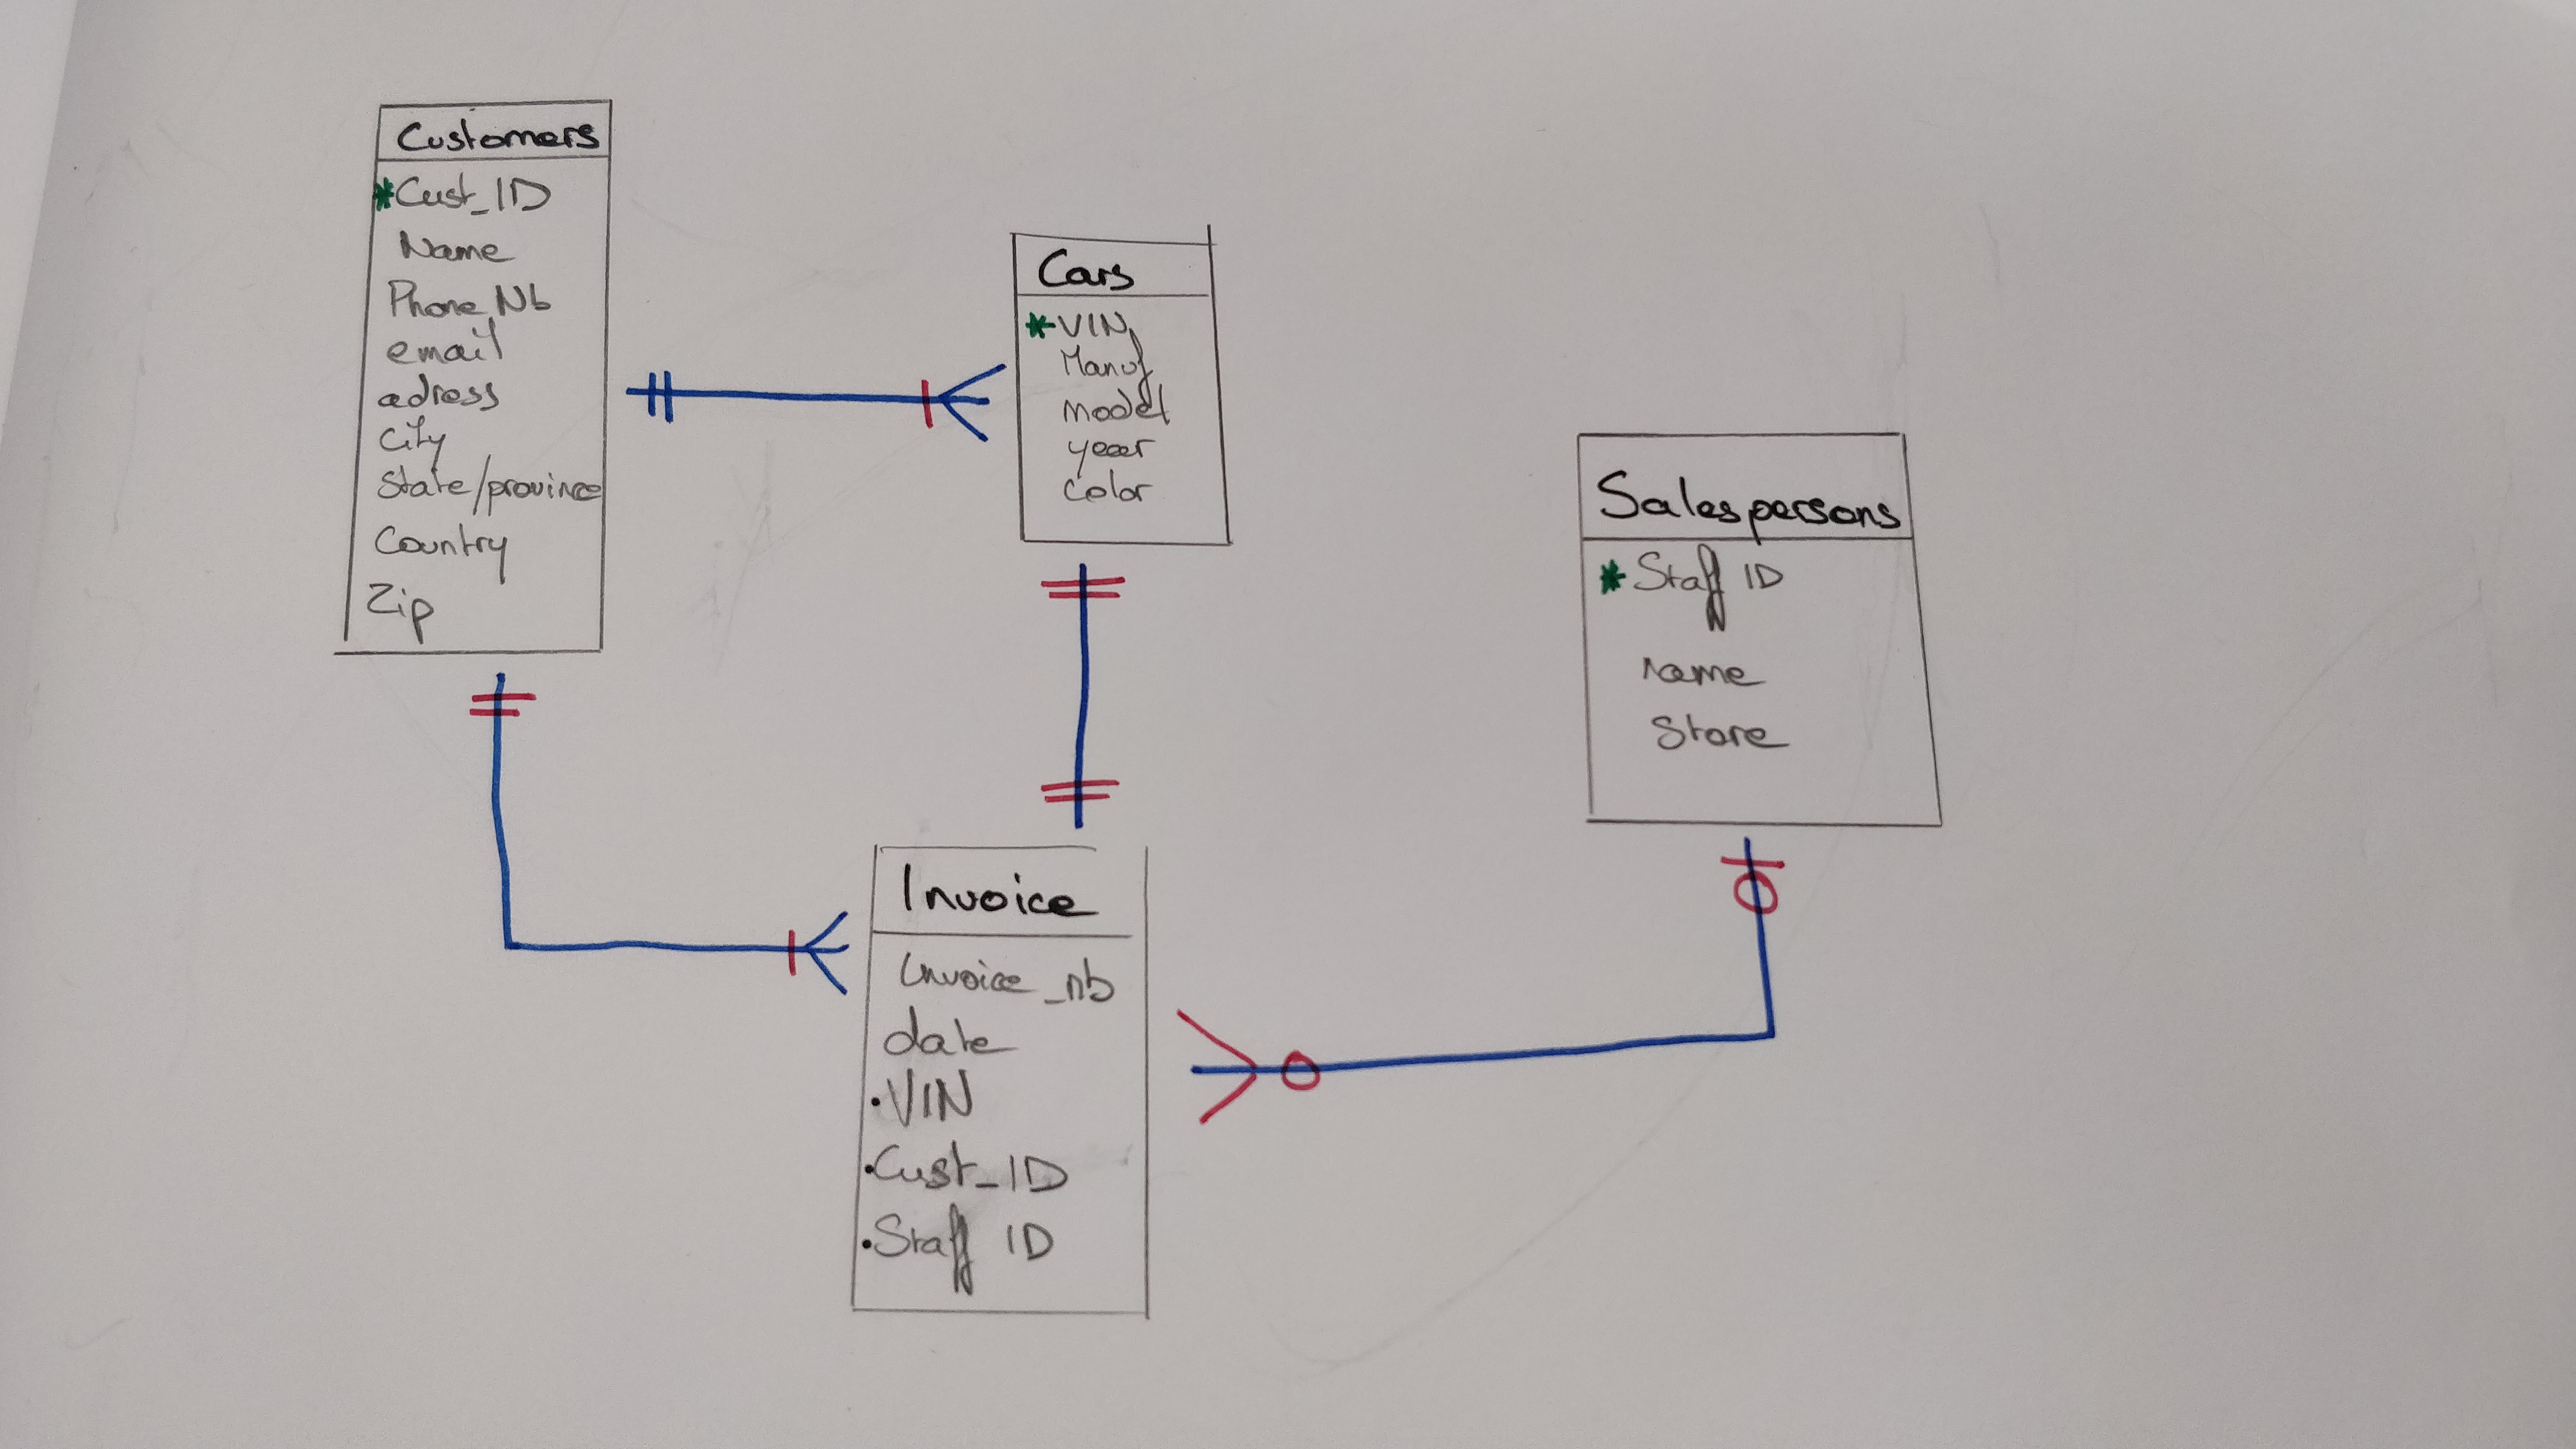 Customers
*Cust_ID
Name
Phone Nb
email
adress
City
State/province
Country
Zip
Cars
*VIN
Manuf
model
year
color
Salespersons
*Staff ID
name
Store
Invoice
Invoice_nb
date
•VIN
•Cust_ID
•Staff ID